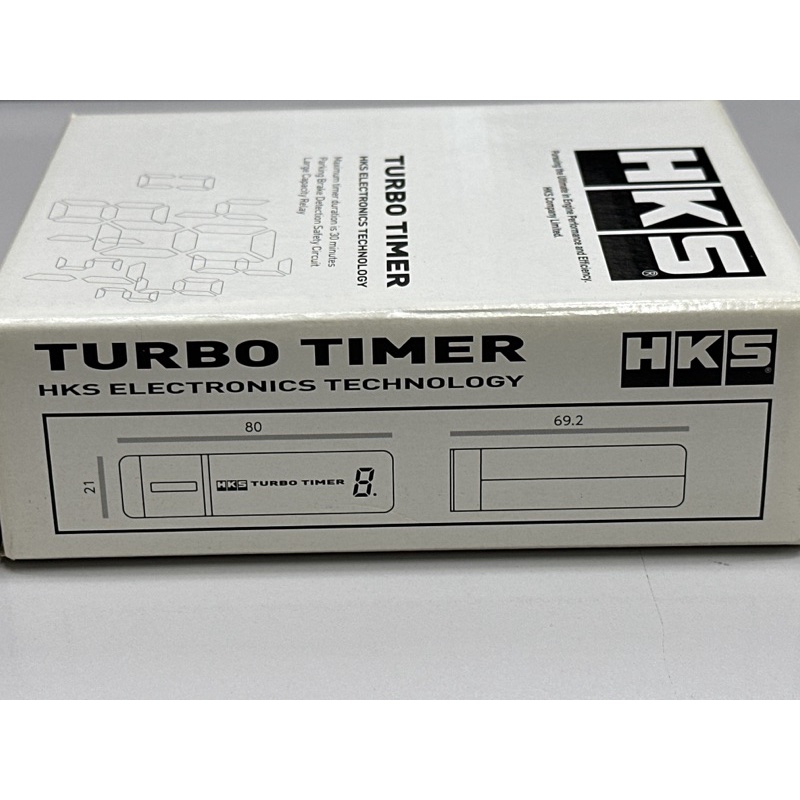 HKS®
Pursuing the Ultimate in Engine Performance and Efficiency.
HKS Company Limited.
TURBO TIMER
HKS ELECTRONICS TECHNOLOGY
Maximum timer duration is 30 minutes
Parking Brake Detection Safety Circuit
Large Capacity Relay
TURBO TIMER
HKS ELECTRONICS TECHNOLOGY
HKS®
80
69.2
21
HKS TURBO TIMER
8.